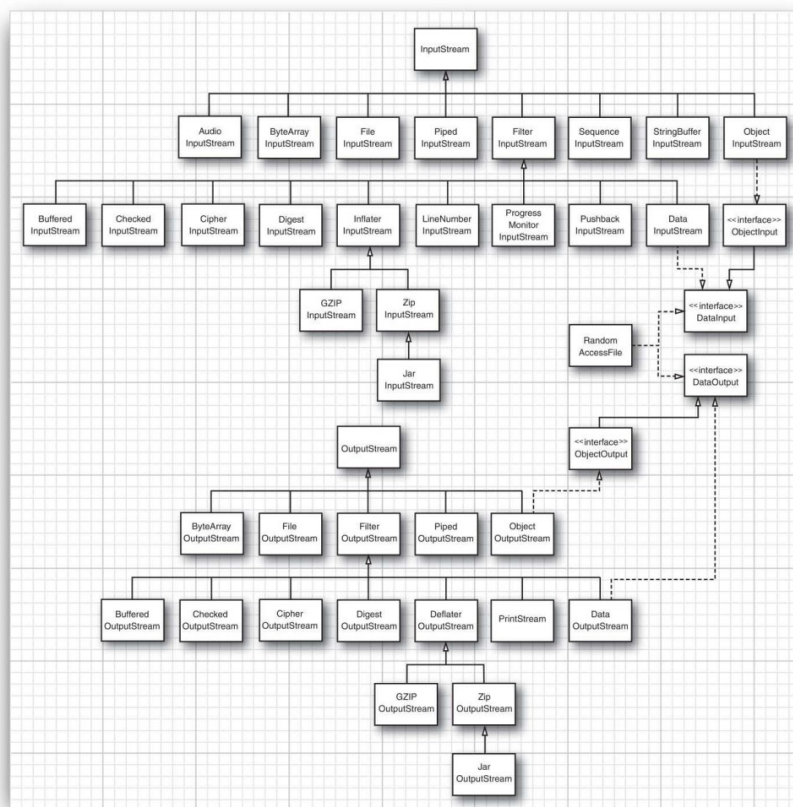 InputStream
Audio
InputStream
ByteArray
InputStream
File
InputStream
Piped
InputStream
Filter
InputStream
Sequence
InputStream
StringBuffer
InputStream
Object
InputStream
Buffered
InputStream
Checked
InputStream
Cipher
InputStream
Digest
InputStream
Inflater
InputStream
LineNumber
InputStream
Progress
Monitor
InputStream
Pushback
InputStream
Data
InputStream
<<interface>>
ObjectInput
GZIP
InputStream
Zip
InputStream
<<interface>>
DataInput
Random
AccessFile
Jar
InputStream
<<interface>>
DataOutput
OutputStream
<<interface>>
ObjectOutput
ByteArray
OutputStream
File
OutputStream
Filter
OutputStream
Piped
OutputStream
Object
OutputStream
Buffered
OutputStream
Checked
OutputStream
Cipher
OutputStream
Digest
OutputStream
Deflater
OutputStream
PrintStream
Data
OutputStream
GZIP
OutputStream
Zip
OutputStream
Jar
OutputStream